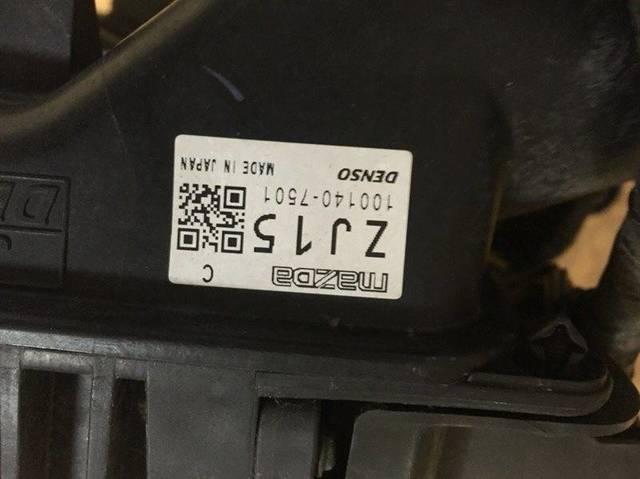 mazda C
ZJ15
100140-7501
DENSO MADE IN JAPAN